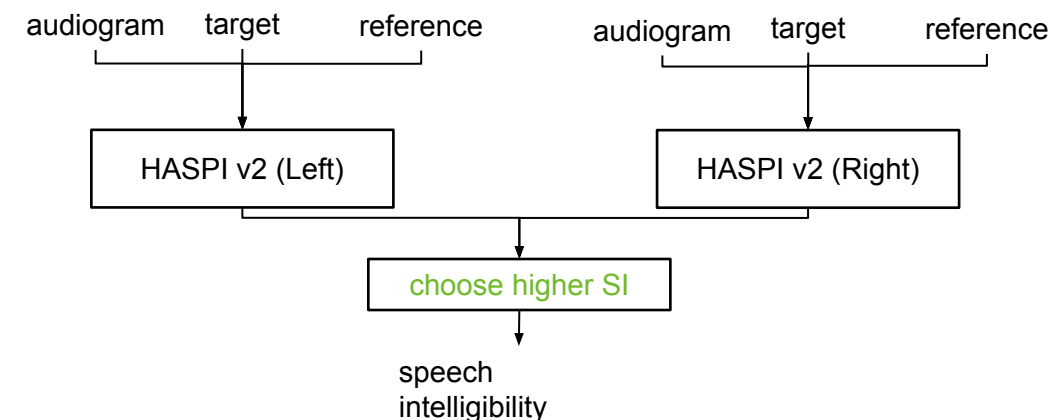 audiogram target reference
audiogram target reference
HASPI v2 (Left)
HASPI v2 (Right)
choose higher SI
speech
intelligibility